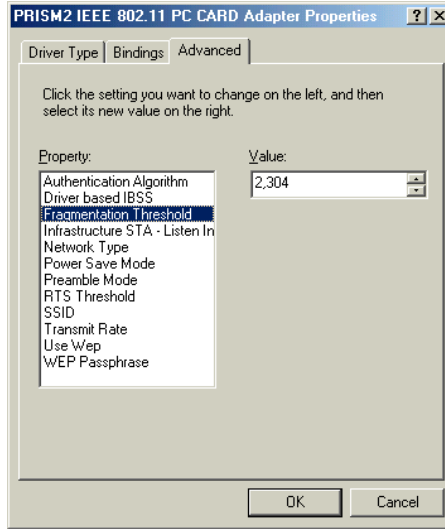 PRISM2 IEEE 802.11 PC CARD Adapter Properties
Driver Type
Bindings
Advanced
Click the setting you want to change on the left, and then
select its new value on the right.
Property:
Authentication Algorithm
Driver based IBSS
Fragmentation Threshold
Infrastructure STA - Listen In
Network Type
Power Save Mode
Preamble Mode
RTS Threshold
SSID
Transmit Rate
Use Wep
WEP Passphrase
Value:
2,304
OK
Cancel